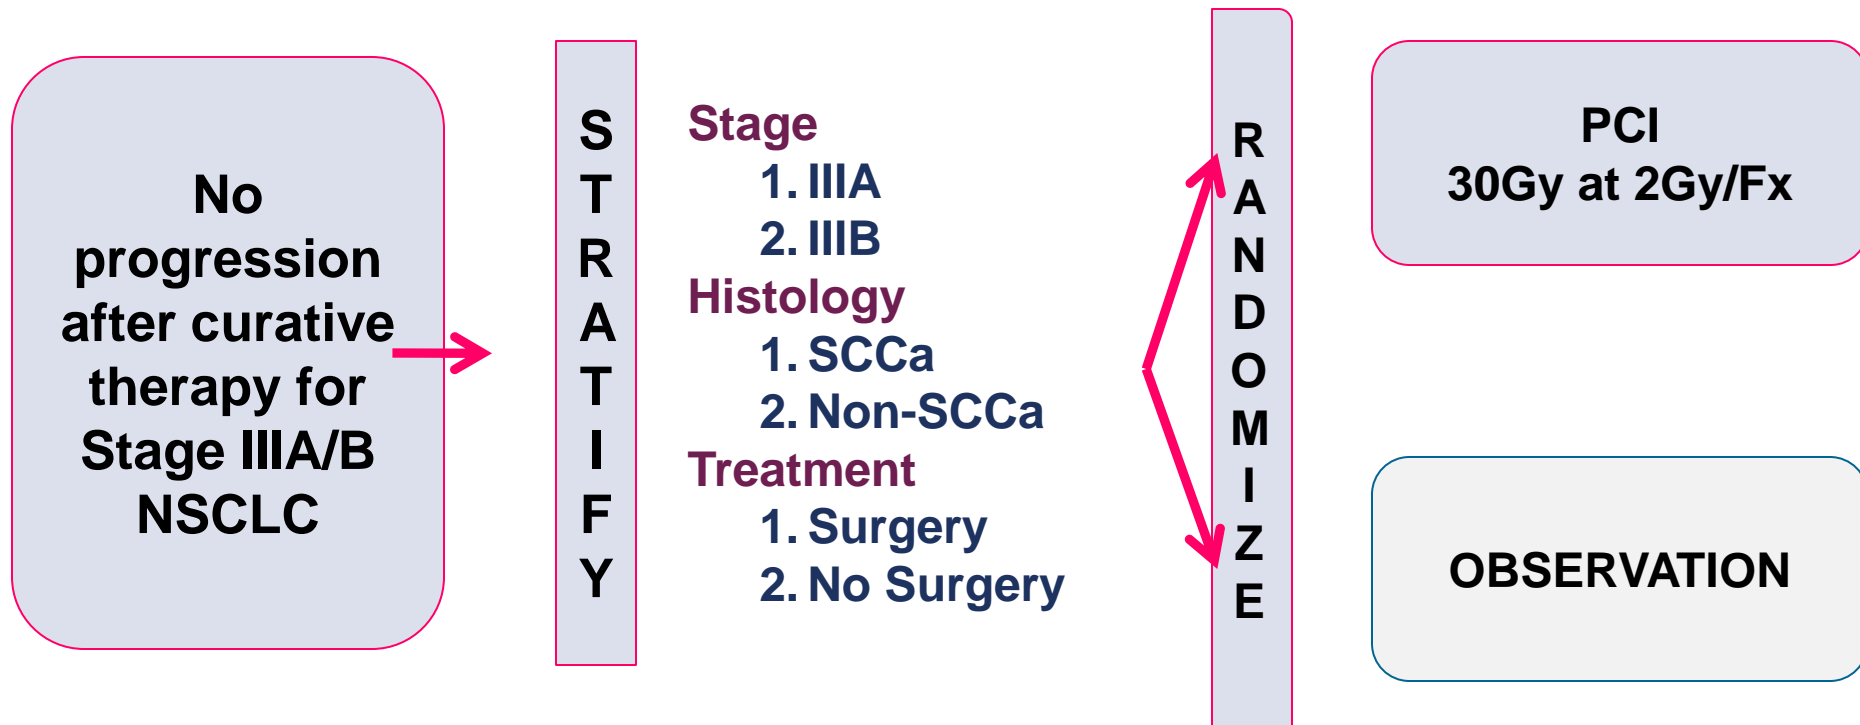 No
progression
after curative
therapy for
Stage IIIA/B
NSCLC
S
T
R
A
T
I
F
Y
Stage
1. IIIA
2. IIIB
Histology
1. SCCa
2. Non-SCCa
Treatment
1. Surgery
2. No Surgery
R
A
N
D
O
M
I
Z
E
PCI
30Gy at 2Gy/Fx
OBSERVATION